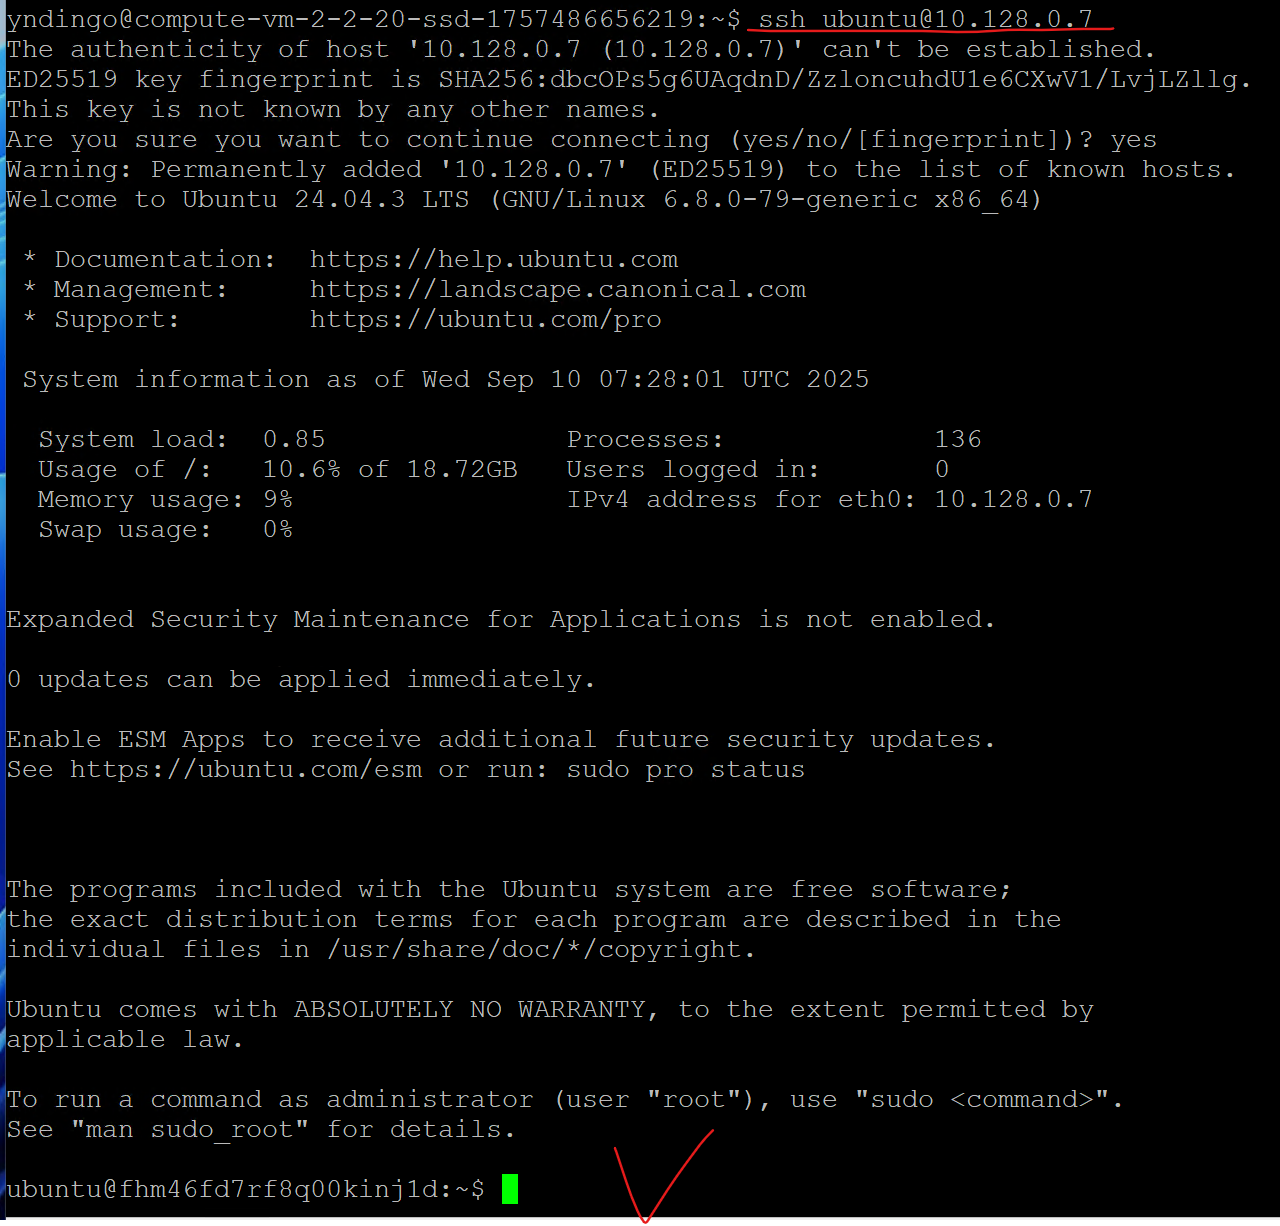 yndingo@compute-vm-2-2-20-ssd-1757486656219:~$ ssh ubuntu@10.128.0.7
The authenticity of host '10.128.0.7 (10.128.0.7)' can't be established.
ED25519 key fingerprint is SHA256:dbcOPs5g6UAqdnD/ZzloncuhdU1e6CXwV1/LvjLZllg.
This key is not known by any other names.
Are you sure you want to continue connecting (yes/no/[fingerprint])? yes
Warning: Permanently added '10.128.0.7' (ED25519) to the list of known hosts.
Welcome to Ubuntu 24.04.3 LTS (GNU/Linux 6.8.0-79-generic x86_64)
* Documentation:  https://help.ubuntu.com
* Management:     https://landscape.canonical.com
* Support:        https://ubuntu.com/pro
System information as of Wed Sep 10 07:28:01 UTC 2025
System load:  0.85               Processes:             136
Usage of /:   10.6% of 18.72GB   Users logged in:       0
Memory usage: 9%                 IPv4 address for eth0: 10.128.0.7
Swap usage:   0%
Expanded Security Maintenance for Applications is not enabled.
0 updates can be applied immediately.
Enable ESM Apps to receive additional future security updates.
See https://ubuntu.com/esm or run: sudo pro status
The programs included with the Ubuntu system are free software;
the exact distribution terms for each program are described in the
individual files in /usr/share/doc/*/copyright.
Ubuntu comes with ABSOLUTELY NO WARRANTY, to the extent permitted by
applicable law.
To run a command as administrator (user "root"), use "sudo <command>".
See "man sudo_root" for details.
ubuntu@fhm46fd7rf8q00kinj1d:~$